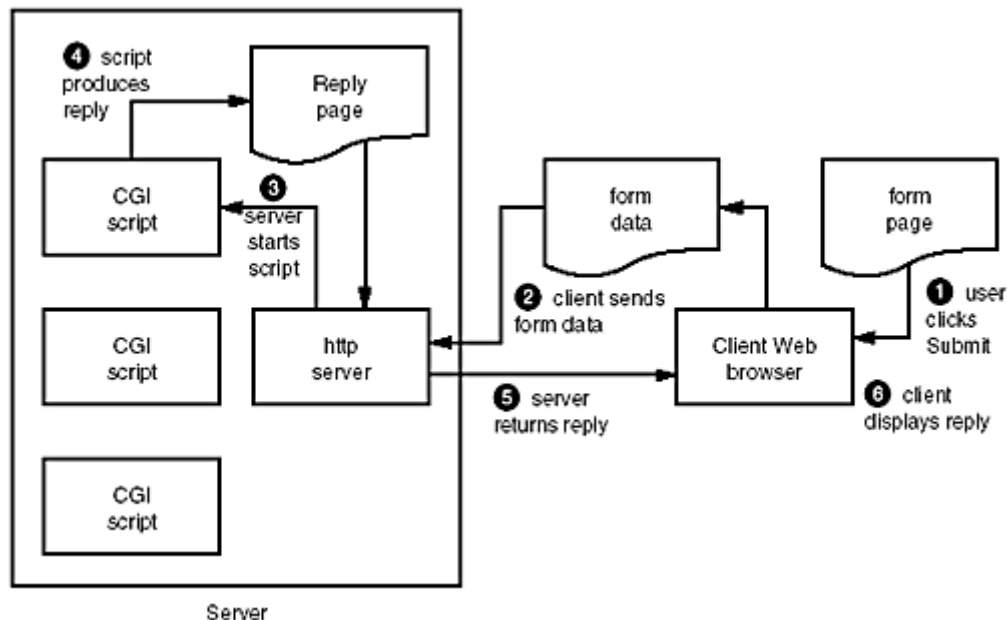 4 script
produces
reply
Reply
page
CGI
script
3
server
starts
script
form
data
form
page
2 client sends
form data
1 user
clicks
Submit
CGI
script
http
server
Client Web
browser
5 server
returns reply
6 client
displays reply
CGI
script
Server